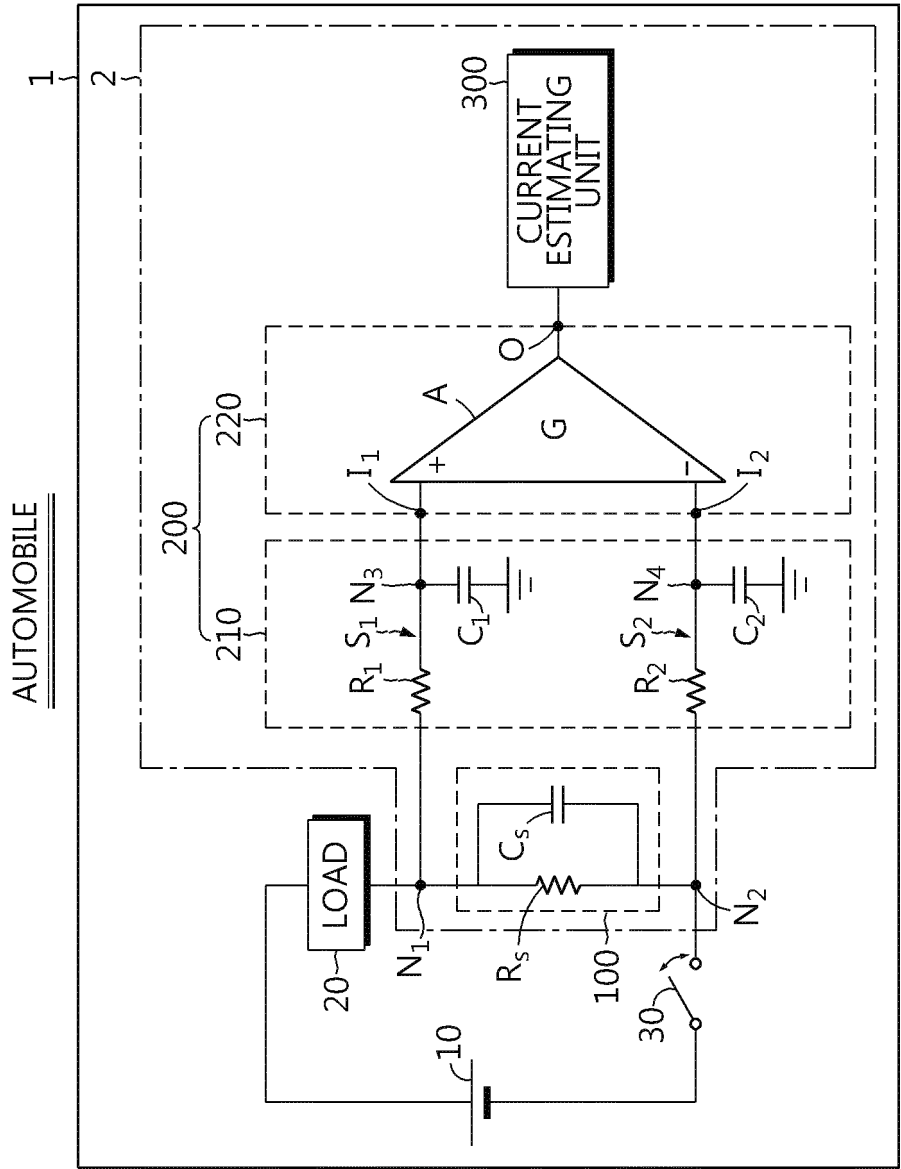 AUTOMOBILE
1
2
200
210
220
300
CURRENT
ESTIMATING
UNIT
10
LOAD
20
N1
R1
S1
N3
C1
I1
+
A
G
O
Rs
Cs
100
30
N2
R2
S2
N4
C2
I2
−